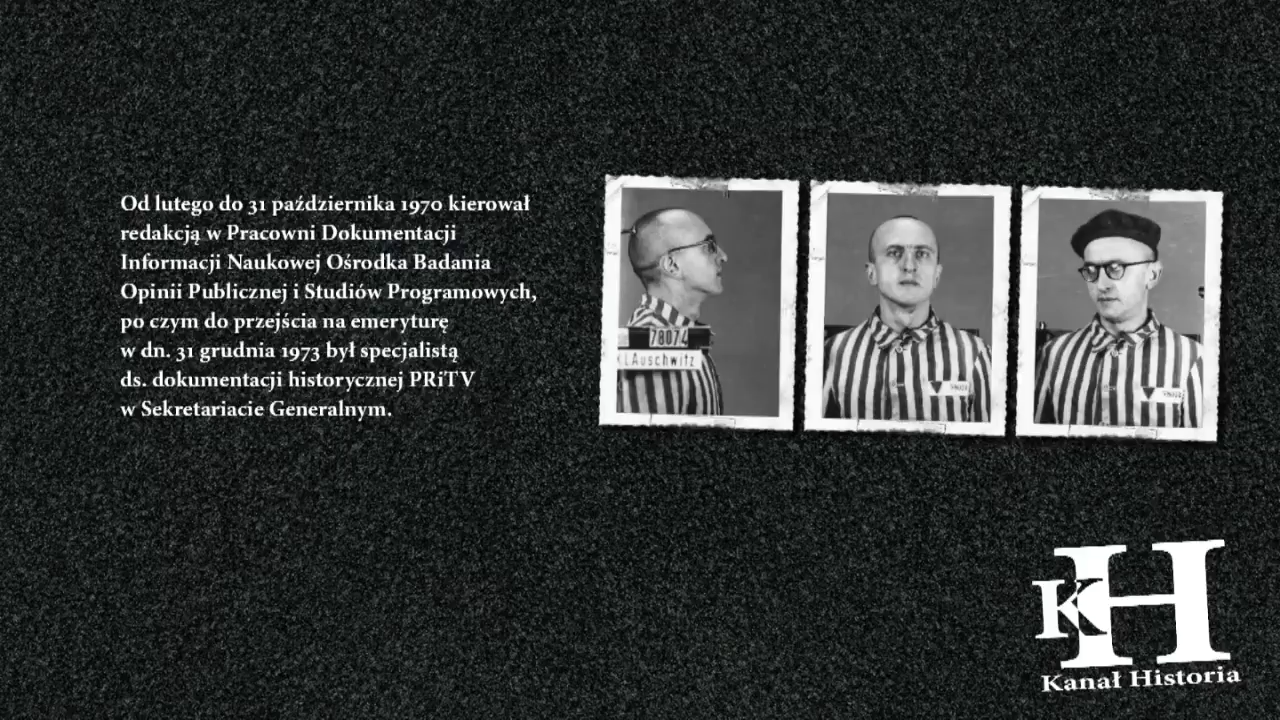 Od lutego do 31 października 1970 kierował
redakcją w Pracowni Dokumentacji
Informacji Naukowej Ośrodka Badania
Opinii Publicznej i Studiów Programowych,
po czym do przejścia na emeryturę
w dn. 31 grudnia 1973 był specjalistą
ds. dokumentacji historycznej PRiTV
w Sekretariacie Generalnym.
78074
KL Auschwitz
KH
Kanał Historia